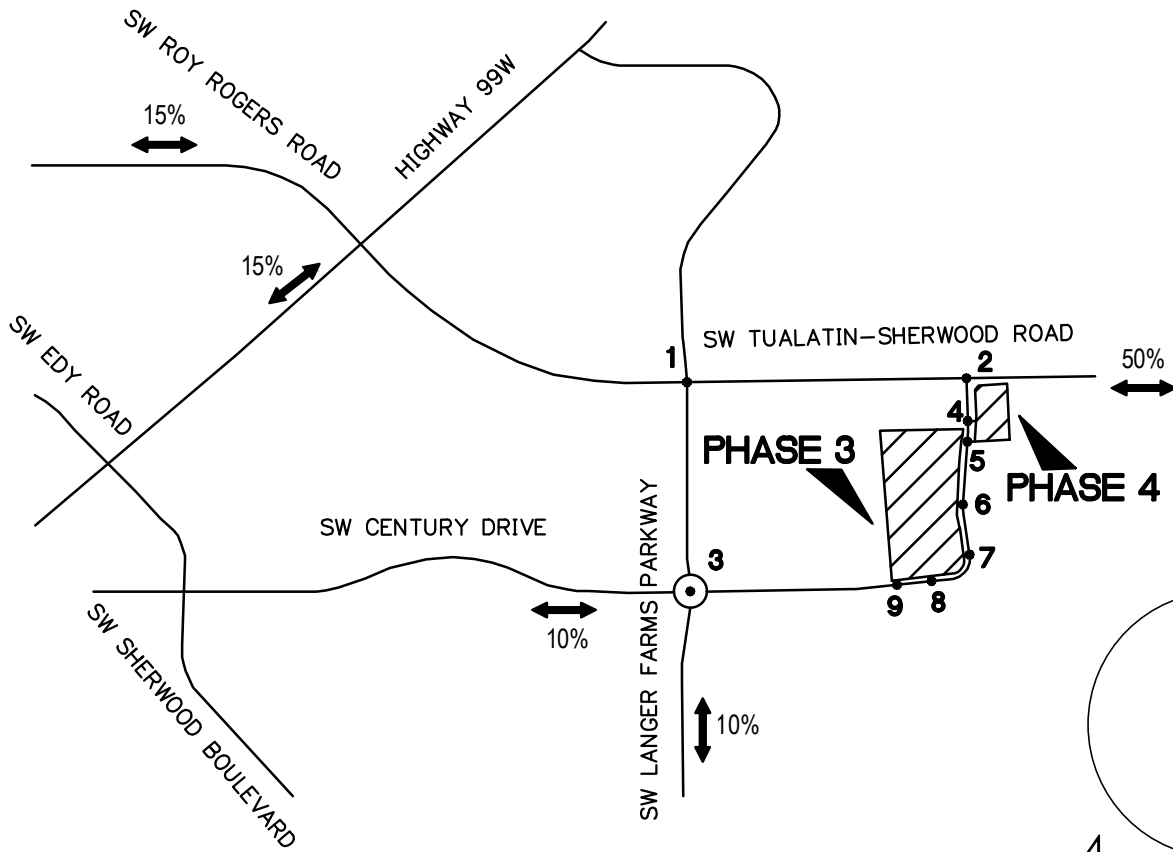 SW ROY ROGERS ROAD
15%
HIGHWAY 99W
15%
SW EDY ROAD
1
SW TUALATIN-SHERWOOD ROAD
2
50%
4
PHASE 3
5
PHASE 4
6
SW CENTURY DRIVE
SW LANGER FARMS PARKWAY
3
7
9
8
10%
SW SHERWOOD BOULEVARD
10%